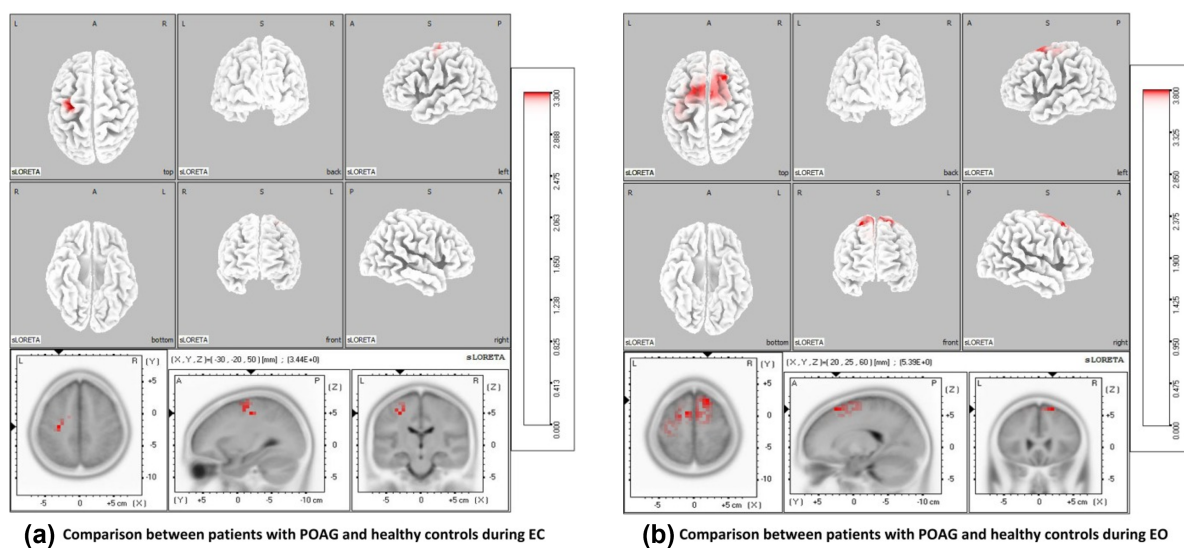 L A R
L S R
A S P
sLORETA top
sLORETA back
sLORETA left
R A L
R S L
P S A
sLORETA bottom
sLORETA front
sLORETA right
3.300
2.888
2.475
2.063
1.650
1.238
0.825
0.413
0.000
(X,Y,Z)=(-30,-20,50)[mm] ; (3.44E+0)
sLORETA
L R (Y)
+5
0
-5
-10
-5 0 +5 cm (X)
A P (Z)
+5
0
-5
(Y) +5 0 -5 -10 cm
L R (Z)
+5
0
-5
-5 0 +5 cm (X)
(a) Comparison between patients with POAG and healthy controls during EC
L A R
L S R
A S P
sLORETA top
sLORETA back
sLORETA left
R A L
R S L
P S A
sLORETA bottom
sLORETA front
sLORETA right
3.800
3.325
2.850
2.375
1.900
1.425
0.950
0.475
0.000
(X,Y,Z)=(20,25,60)[mm] ; (5.39E+0)
sLORETA
L R (Y)
+5
0
-5
-10
-5 0 +5 cm (X)
A P (Z)
+5
0
-5
(Y) +5 0 -5 -10 cm
L R (Z)
+5
0
-5
-5 0 +5 cm (X)
(b) Comparison between patients with POAG and healthy controls during EO